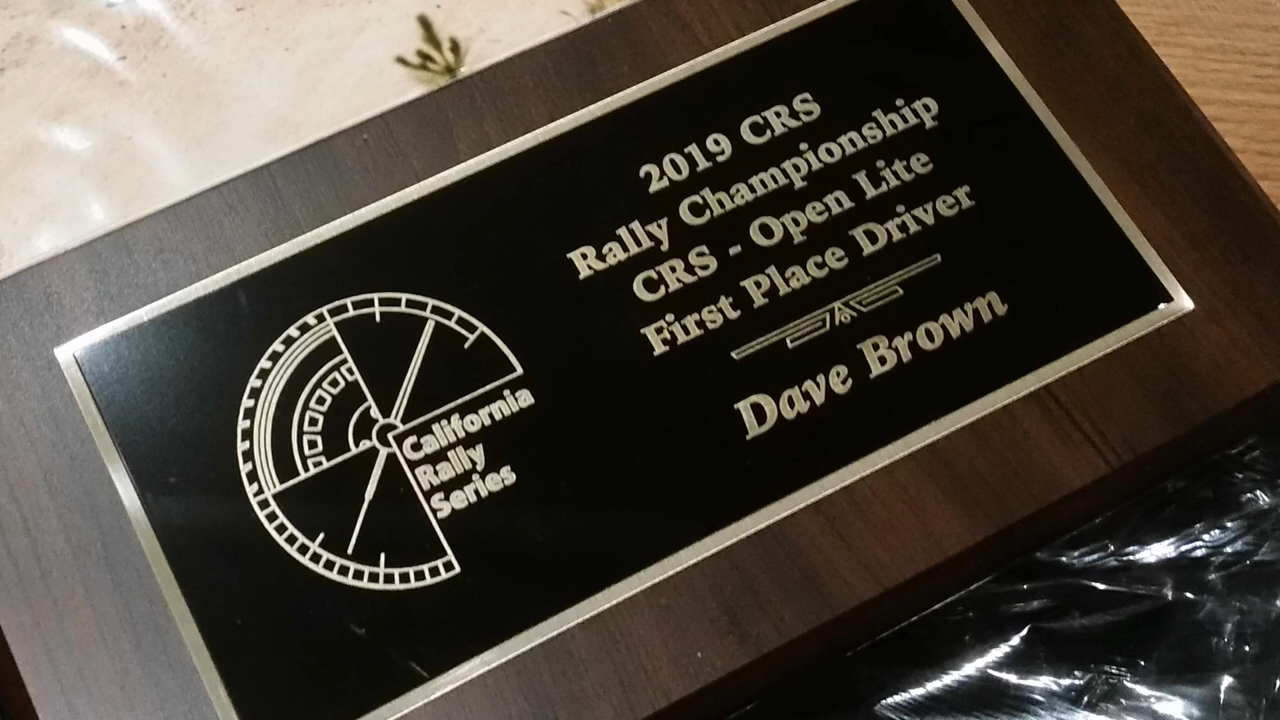 2019 CRS
Rally Championship
CRS - Open Lite
First Place Driver
Dave Brown
California
Rally
Series